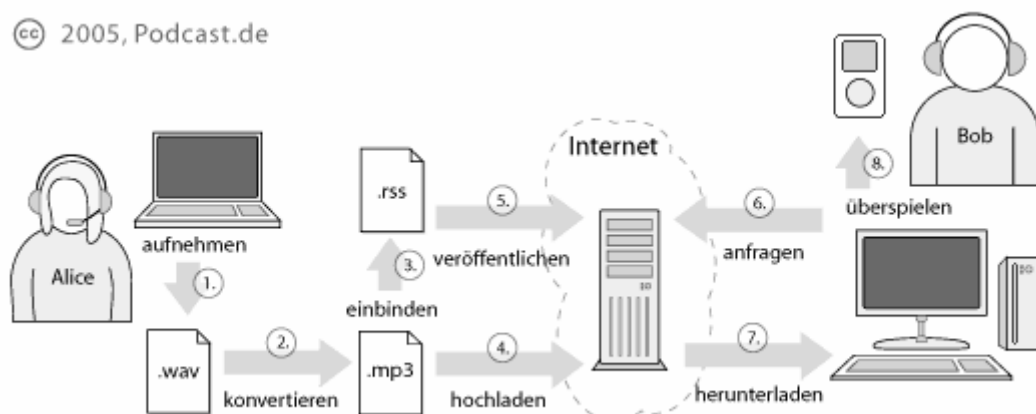 cc 2005, Podcast.de
Alice
aufnehmen
1.
.wav
2.
konvertieren
.rss
3.
einbinden
.mp3
4.
hochladen
5.
veröffentlichen
Internet
6.
anfragen
7.
herunterladen
8.
überspielen
Bob